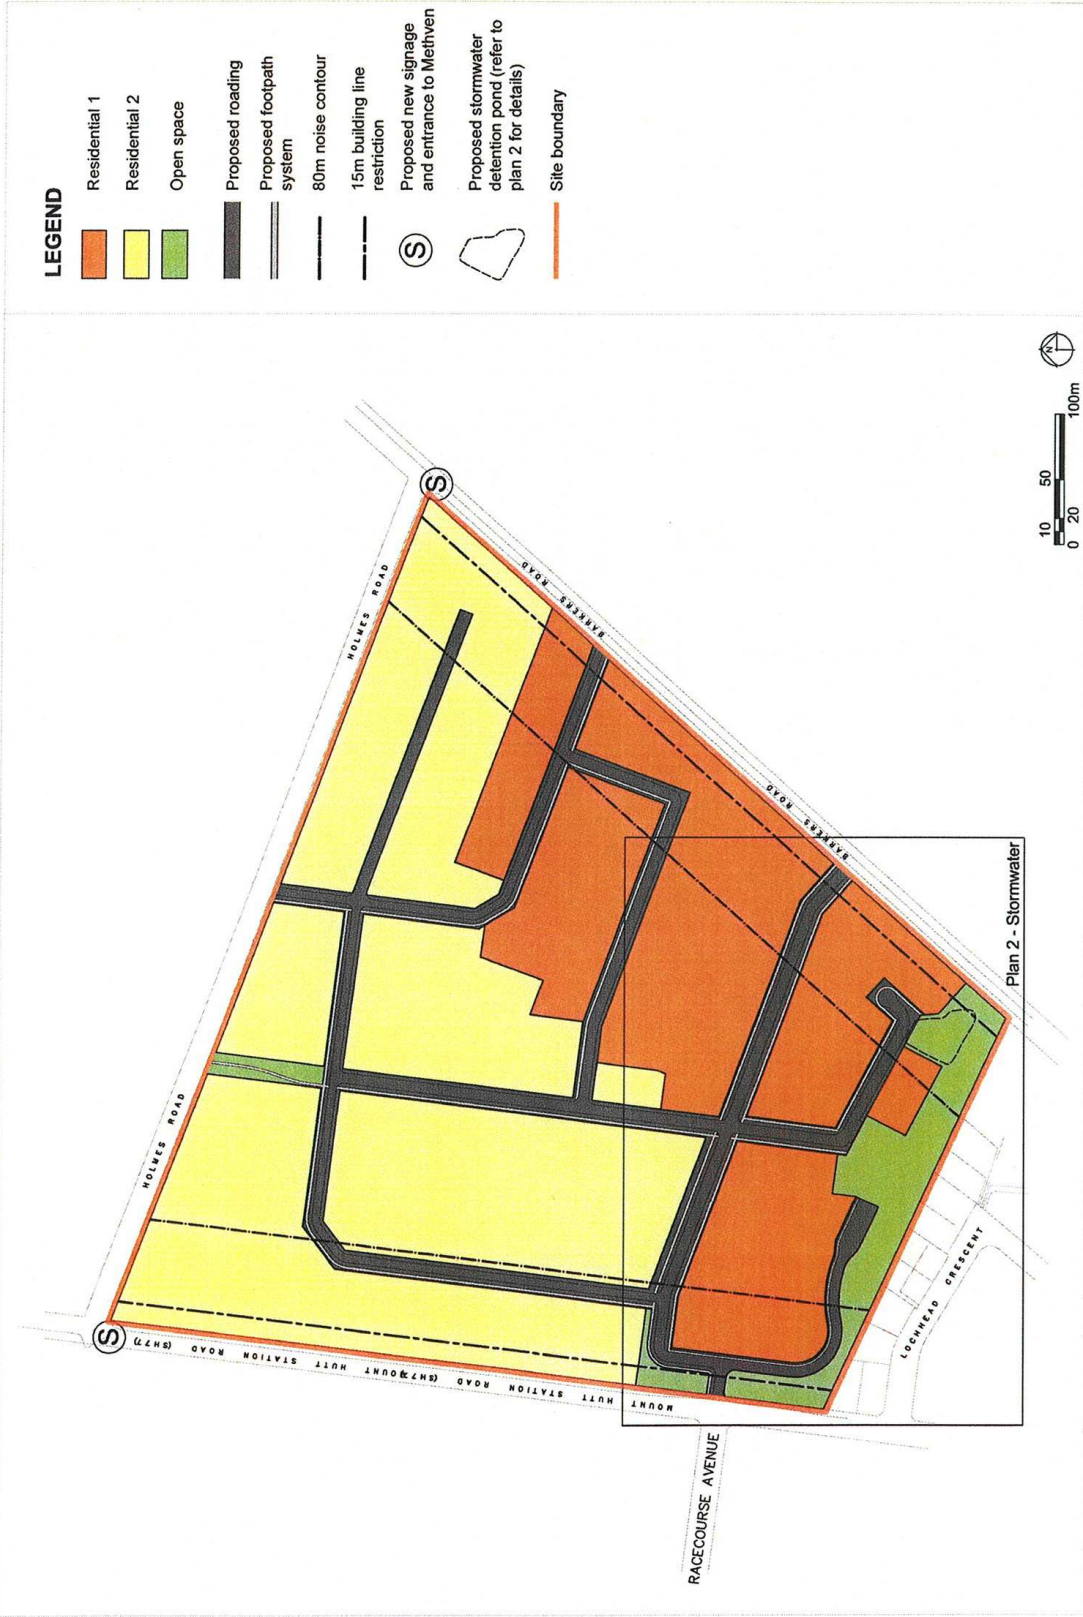 LEGEND
Residential 1
Residential 2
Open space
Proposed roading
Proposed footpath
system
80m noise contour
15m building line
restriction
S
Proposed new signage
and entrance to Methven
Proposed stormwater
detention pond (refer to
plan 2 for details)
Site boundary
HOLMES ROAD
HOLMES ROAD
S
S
BARKERS ROAD
BARKERS ROAD
BARKERS ROAD
MOUNT HUTT STATION ROAD (SH77)
MOUNT HUTT STATION ROAD (SH77)
RACECOURSE AVENUE
LOCHHEAD CRESCENT
Plan 2 - Stormwater
N
10 50
0 20 100m